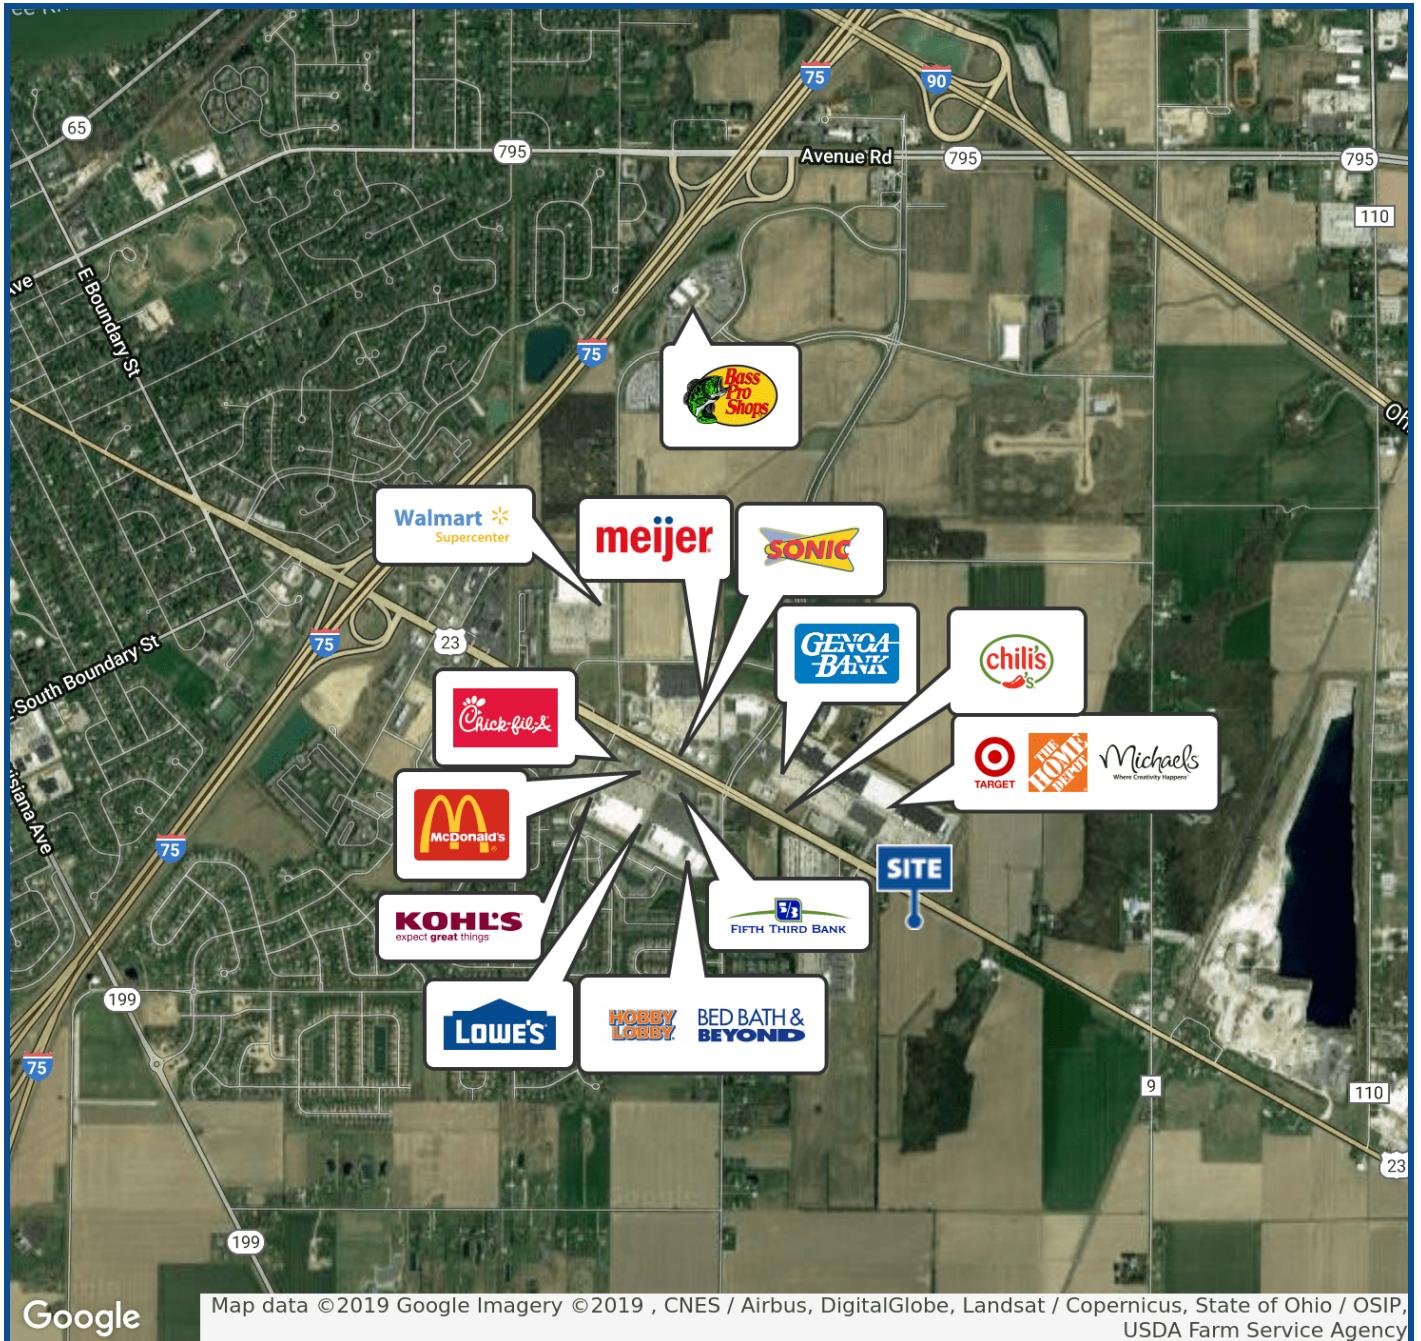 75
90
65
795
Avenue Rd
795
795
110
Ave
E Boundary St
75
Bass
Pro
Shops
Walmart
Supercenter
meijer
SONIC
GENOA
BANK
chili's
75
23
South Boundary St
Chick-fil-A
TARGET
THE
HOME
DEPOT
Michaels
Where Creativity Happens
McDonald's
75
SITE
KOHL'S
expect great things
5/3
FIFTH THIRD BANK
199
LOWE'S
HOBBY
LOBBY
BED BATH &
BEYOND
75
9
110
23
199
Google
Map data ©2019 Google Imagery ©2019 , CNES / Airbus, DigitalGlobe, Landsat / Copernicus, State of Ohio / OSIP,
USDA Farm Service Agency